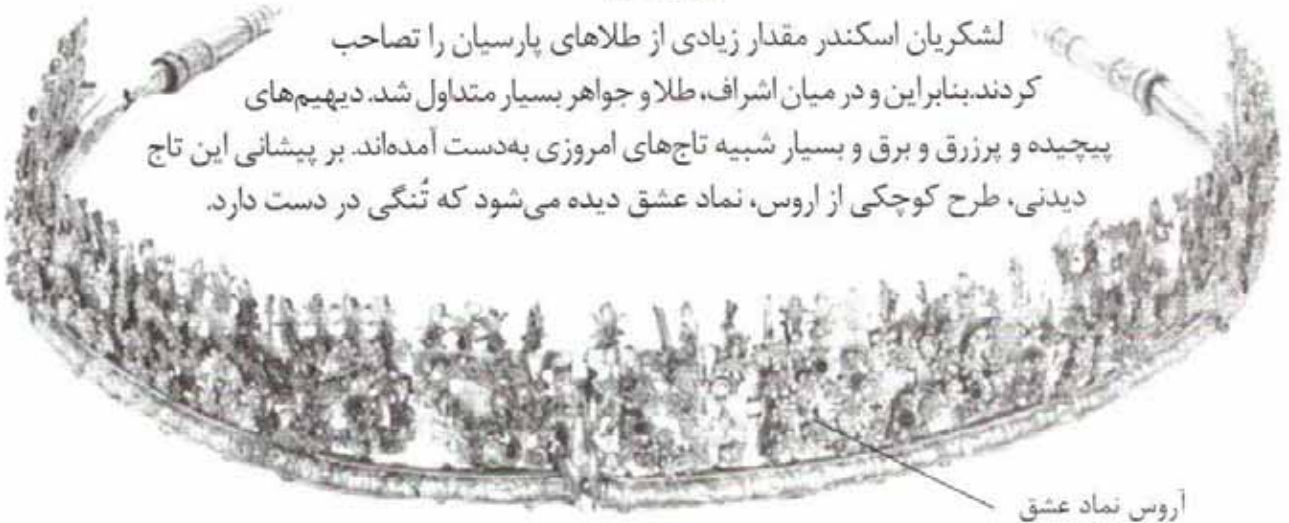 لشکریان اسکندر مقدار زیادی از طلاهای پارسیان را تصاحب
کردند.بنابراین و در میان اشراف، طلا و جواهر بسیار متداول شد. دیهیم‌های
پیچیده و پرزرق و برق و بسیار شبیه تاج‌های امروزی به‌دست آمده‌اند. بر پیشانی این تاج
دیدنی، طرح کوچکی از اروس، نماد عشق دیده می‌شود که تُنگی در دست دارد.
آروس نماد عشق